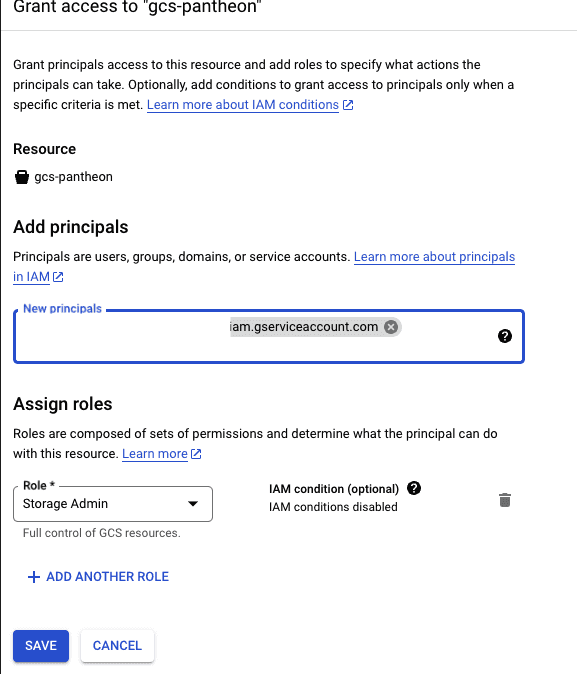 Grant access to "gcs-pantheon"
Grant principals access to this resource and add roles to specify what actions the
principals can take. Optionally, add conditions to grant access to principals only when a
specific criteria is met. Learn more about IAM conditions
Resource
gcs-pantheon
Add principals
Principals are users, groups, domains, or service accounts. Learn more about principals
in IAM
New principals
iam.gserviceaccount.com
Assign roles
Roles are composed of sets of permissions and determine what the principal can do
with this resource. Learn more
Role *
IAM condition (optional)
Storage Admin
IAM conditions disabled
Full control of GCS resources.
+ ADD ANOTHER ROLE
SAVE
CANCEL